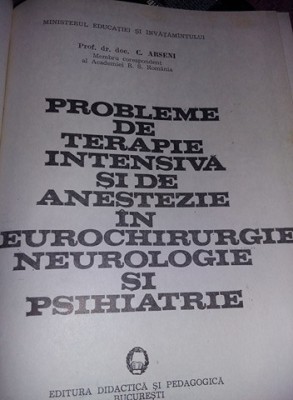 MINISTERUL EDUCAȚIEI ȘI INVĂȚĂMÎNTULUI
Prof. dr. doc. C. ARSENI
Membru corespondent
al Academiei R. S. România
PROBLEME
DE
TERAPIE
INTENSIVĂ
ȘI DE
ANESTEZIE
ÎN
EUROCHIRURGIE
NEUROLOGIE
ȘI
PSIHIATRIE
EDITURA DIDACTICĂ ȘI PEDAGOGICĂ
BUCUREȘTI